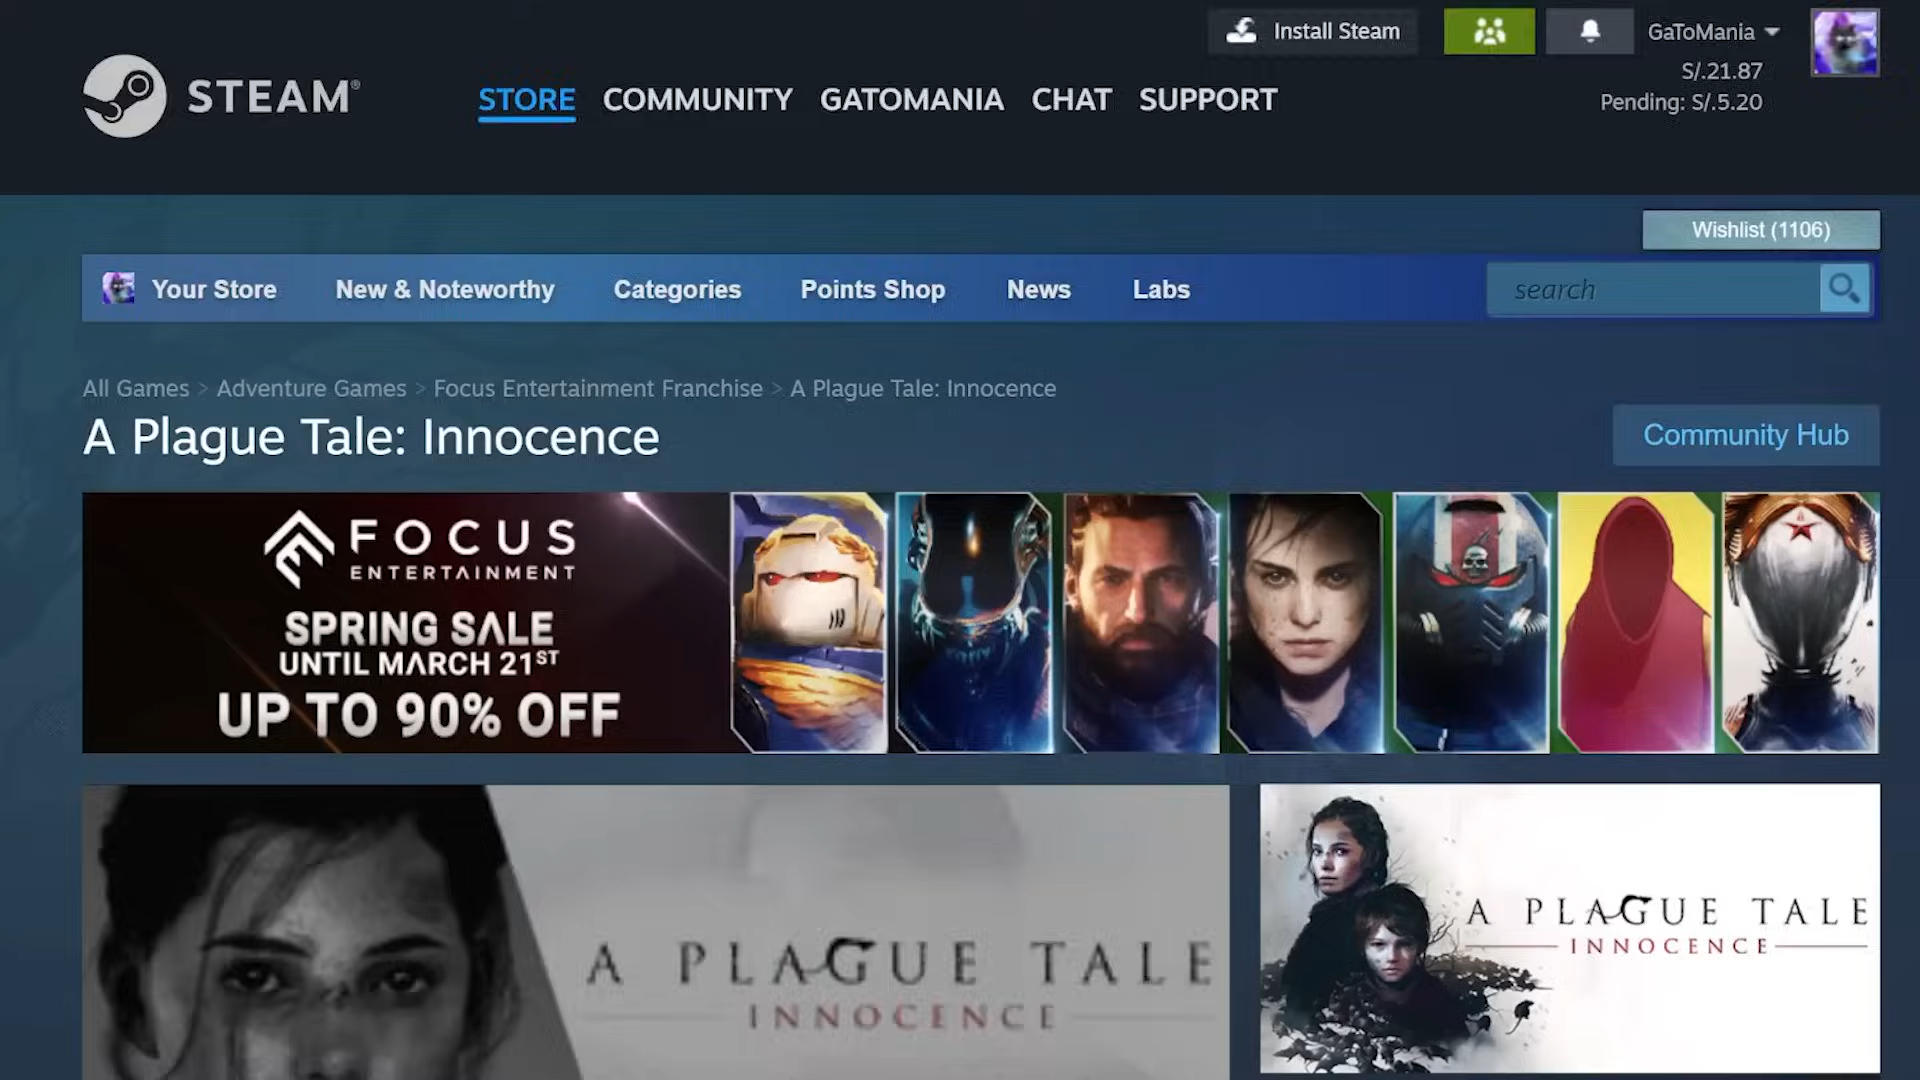 Install Steam
GaToMania
S/.21.87
Pending: S/.5.20
STEAM®
STORE COMMUNITY GATOMANIA CHAT SUPPORT
Wishlist (1106)
Your Store New & Noteworthy Categories Points Shop News Labs
search
All Games > Adventure Games > Focus Entertainment Franchise > A Plague Tale: Innocence
A Plague Tale: Innocence
Community Hub
FOCUS
ENTERTAINMENT
SPRING SALE
UNTIL MARCH 21ST
UP TO 90% OFF
A PLAGUE TALE
INNOCENCE
A PLAGUE TALE
INNOCENCE